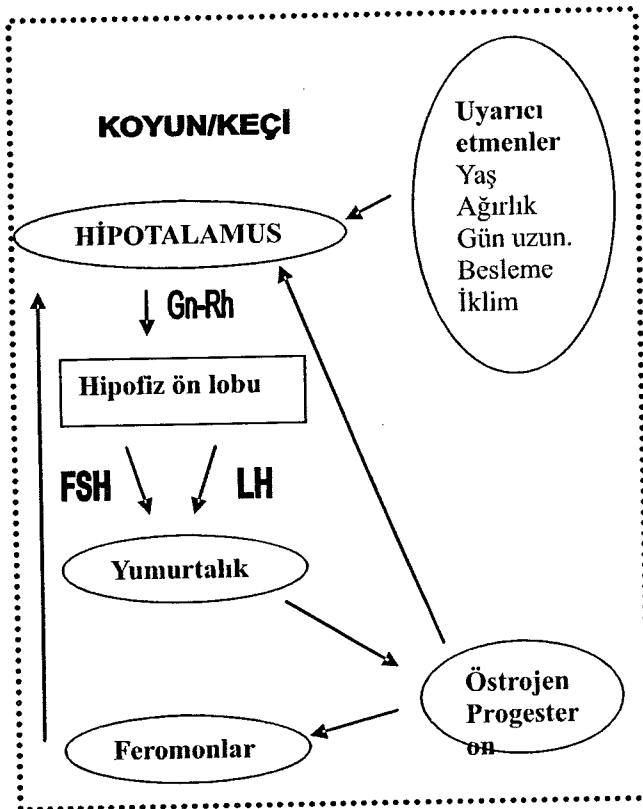 KOYUN/KEÇİ
Uyarıcı
etmenler
Yaş
Ağırlık
Gün uzun.
Besleme
İklim
HİPOTALAMUS
Gn-Rh
Hipofiz ön lobu
FSH
LH
Yumurtalık
Östrojen
Progester
on
Feromonlar